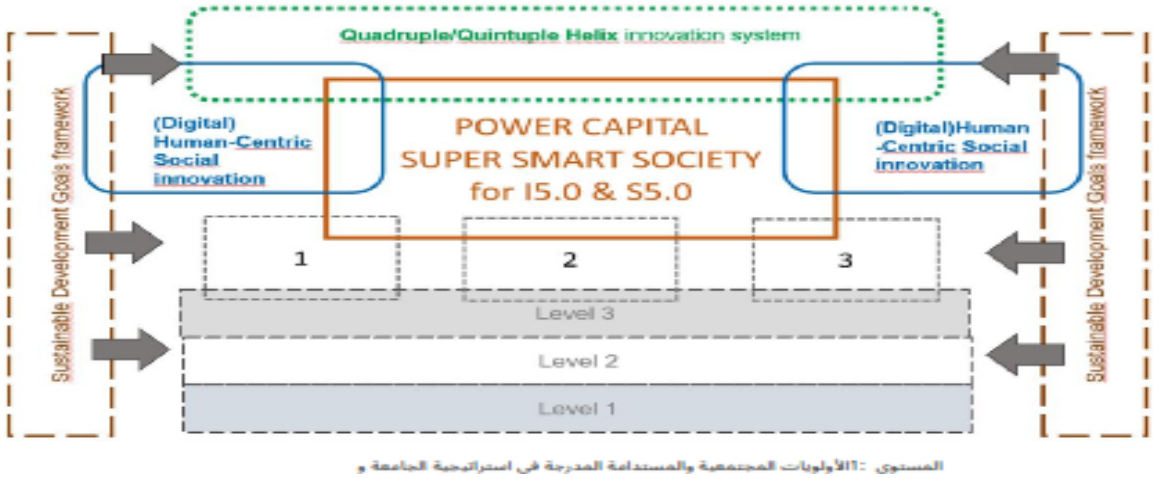 Quadruple/Quintuple Helix innovation system
Sustainable Development Goals framework
(Digital)
Human-Centric
Social
innovation
POWER CAPITAL
SUPER SMART SOCIETY
for I5.0 & S5.0
(Digital)Human
-Centric Social
innovation
Sustainable Development Goals framework
1
2
3
Level 3
Level 2
Level 1
المستوى :1الأولويات المجتمعية والمستدامة المدرجة في استراتيجية الجامعة و